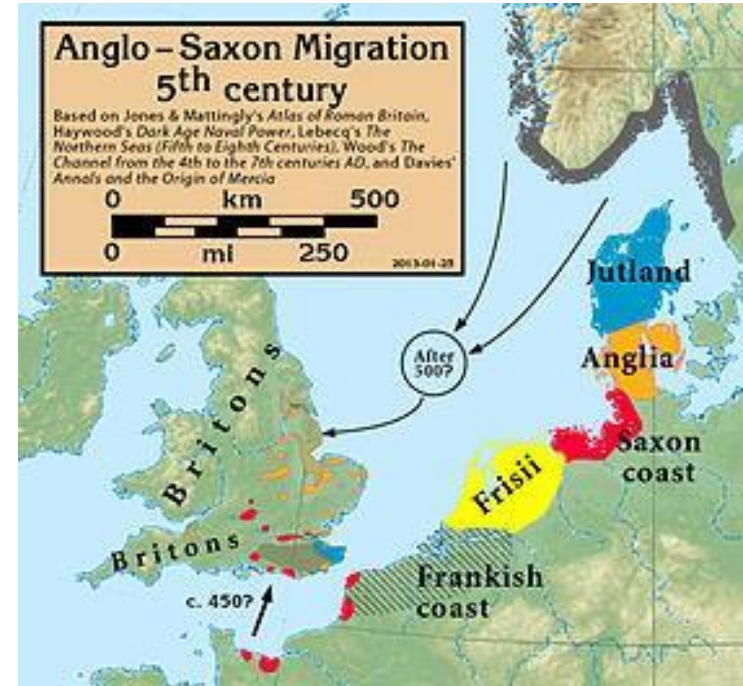 Anglo-Saxon Migration
5th century
Based on Jones & Mattingly's Atlas of Roman Britain,
Haywood's Dark Age Naval Power, Lebecq's The
Northern Seas (Fifth to Eighth Centuries), Wood's The
Channel from the 4th to the 7th centuries AD, and Davies'
Annals and the Origin of Mercia
0 km 500
0 mi 250
2013-01-25
Jutland
After
500?
Anglia
Britons
Saxon
coast
Frisii
Britons
Frankish
coast
c. 450?